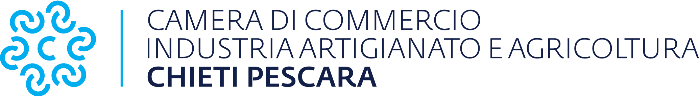 CAMERA DI COMMERCIO
INDUSTRIA ARTIGIANATO E AGRICOLTURA
CHIETI PESCARA